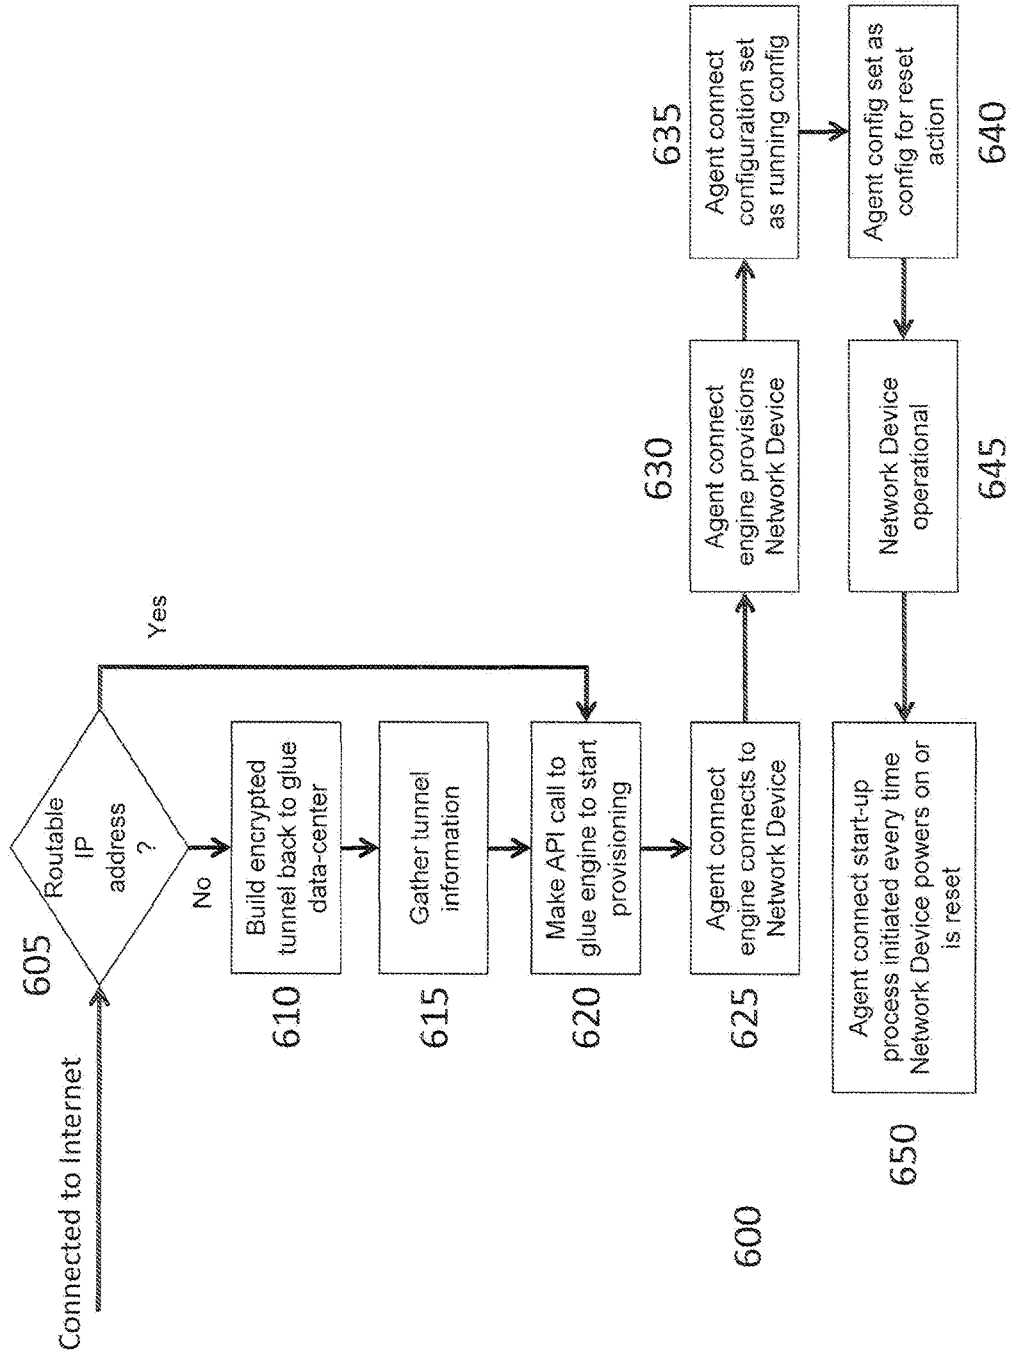 Connected to Internet
605
Routable
IP
address
?
Yes
No
610
Build encrypted
tunnel back to glue
data-center
615
Gather tunnel
information
620
Make API call to
glue engine to start
provisioning
625
Agent connect
engine connects to
Network Device
630
Agent connect
engine provisions
Network Device
635
Agent connect
configuration set
as running config
640
Agent config set as
config for reset
action
645
Network Device
operational
650
Agent connect start-up
process initiated every time
Network Device powers on or
is reset
600